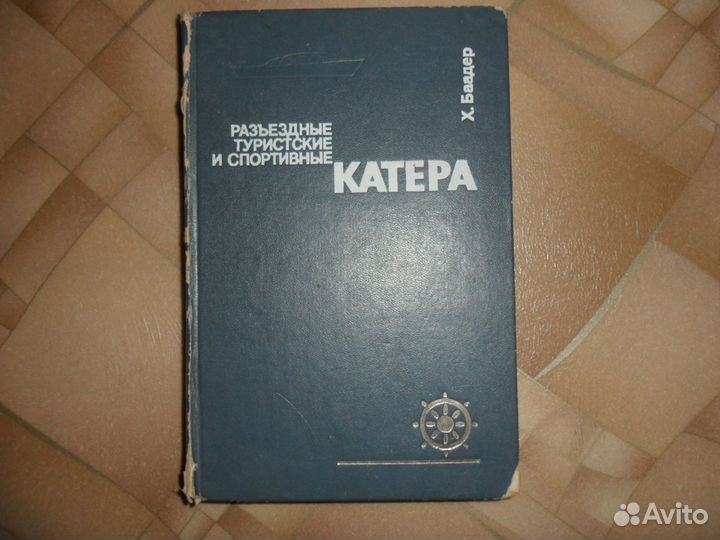 Х. Баадер
РАЗЪЕЗДНЫЕ
ТУРИСТСКИЕ
И СПОРТИВНЫЕ
КАТЕРА
Avito